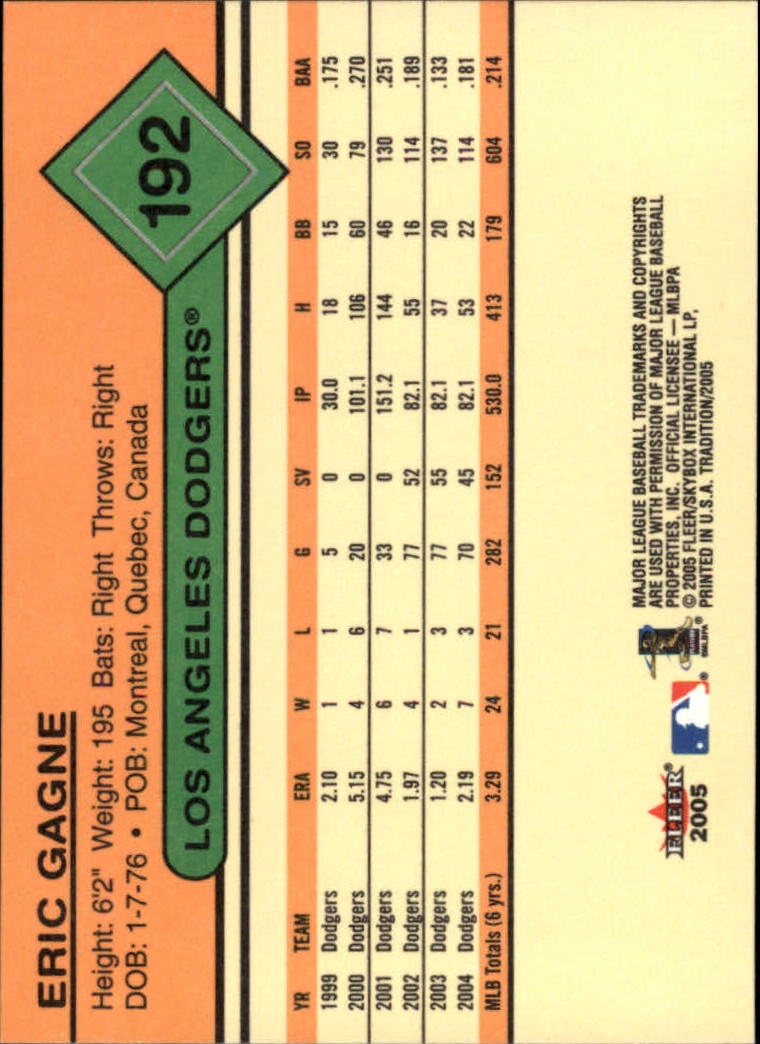 ERIC GAGNE
Height: 6'2" Weight: 195 Bats: Right Throws: Right
DOB: 1-7-76 • POB: Montreal, Quebec, Canada
192
LOS ANGELES DODGERS®
YR TEAM ERA W L G SV IP H BB SO BAA
1999 Dodgers 2.10 1 1 5 0 30.0 18 15 30 .175
2000 Dodgers 5.15 4 6 20 0 101.1 106 60 79 .270
2001 Dodgers 4.75 6 7 33 0 151.2 144 46 130 .251
2002 Dodgers 1.97 4 1 77 52 82.1 55 16 114 .189
2003 Dodgers 1.20 2 3 77 55 82.1 37 20 137 .133
2004 Dodgers 2.19 7 3 70 45 82.1 53 22 114 .181
MLB Totals (6 yrs.) 3.29 24 21 282 152 530.0 413 179 604 .214
FLEER®
2005
®
©MLBPA
MAJOR LEAGUE BASEBALL TRADEMARKS AND COPYRIGHTS
ARE USED WITH PERMISSION OF MAJOR LEAGUE BASEBALL
PROPERTIES, INC. OFFICIAL LICENSEE — MLBPA
© 2005 FLEER/SKYBOX INTERNATIONAL LP,
PRINTED IN U.S.A. TRADITION/2005